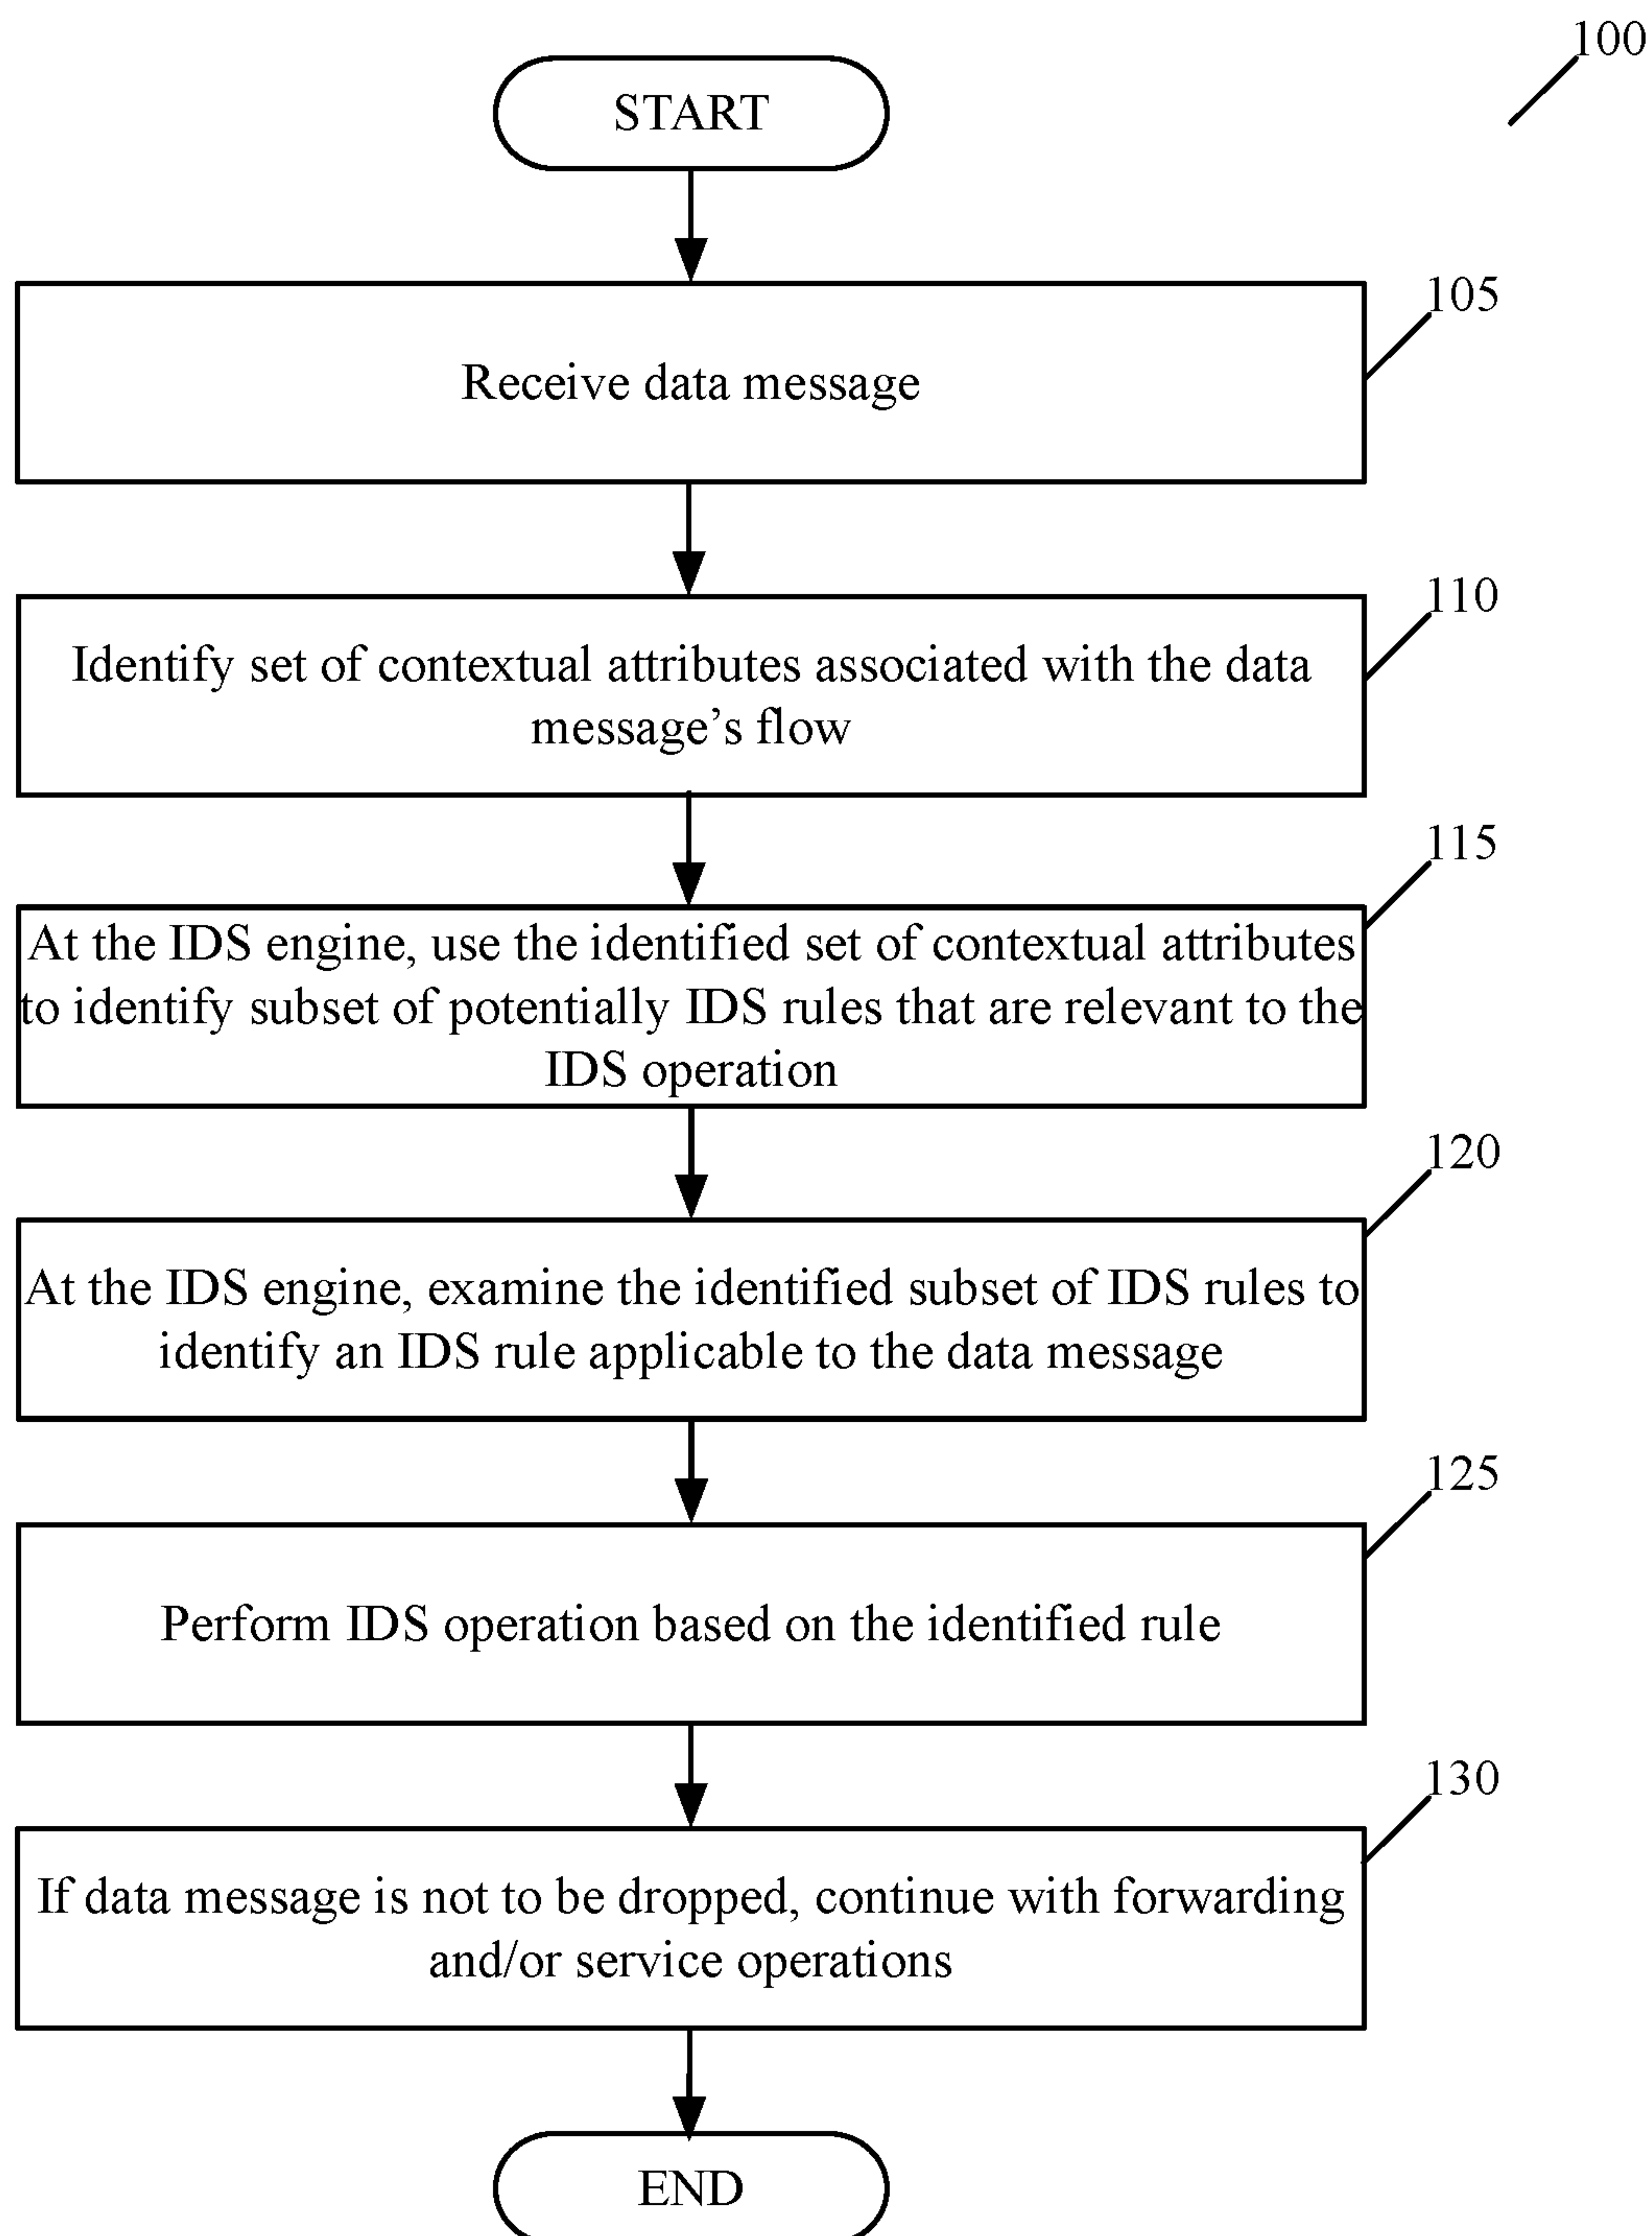 100
START
105
Receive data message
110
Identify set of contextual attributes associated with the data
message’s flow
115
At the IDS engine, use the identified set of contextual attributes
to identify subset of potentially IDS rules that are relevant to the
IDS operation
120
At the IDS engine, examine the identified subset of IDS rules to
identify an IDS rule applicable to the data message
125
Perform IDS operation based on the identified rule
130
If data message is not to be dropped, continue with forwarding
and/or service operations
END